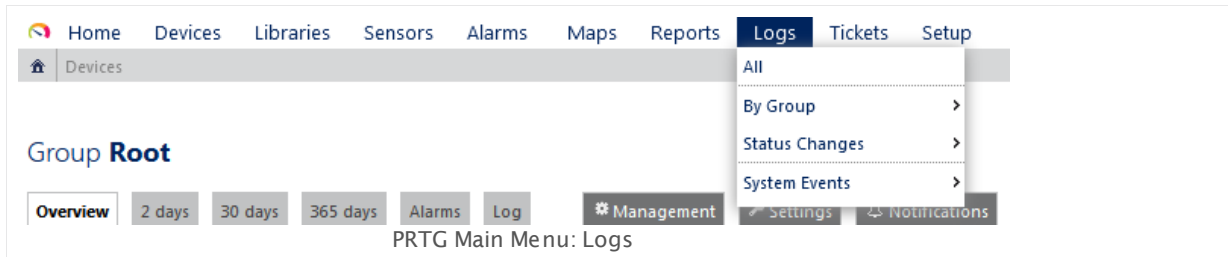 Home Devices Libraries Sensors Alarms Maps Reports Logs Tickets Setup
Devices
All
By Group
Status Changes
System Events
Group Root
Overview 2 days 30 days 365 days Alarms Log Management Settings Notifications
PRTG Main Menu: Logs